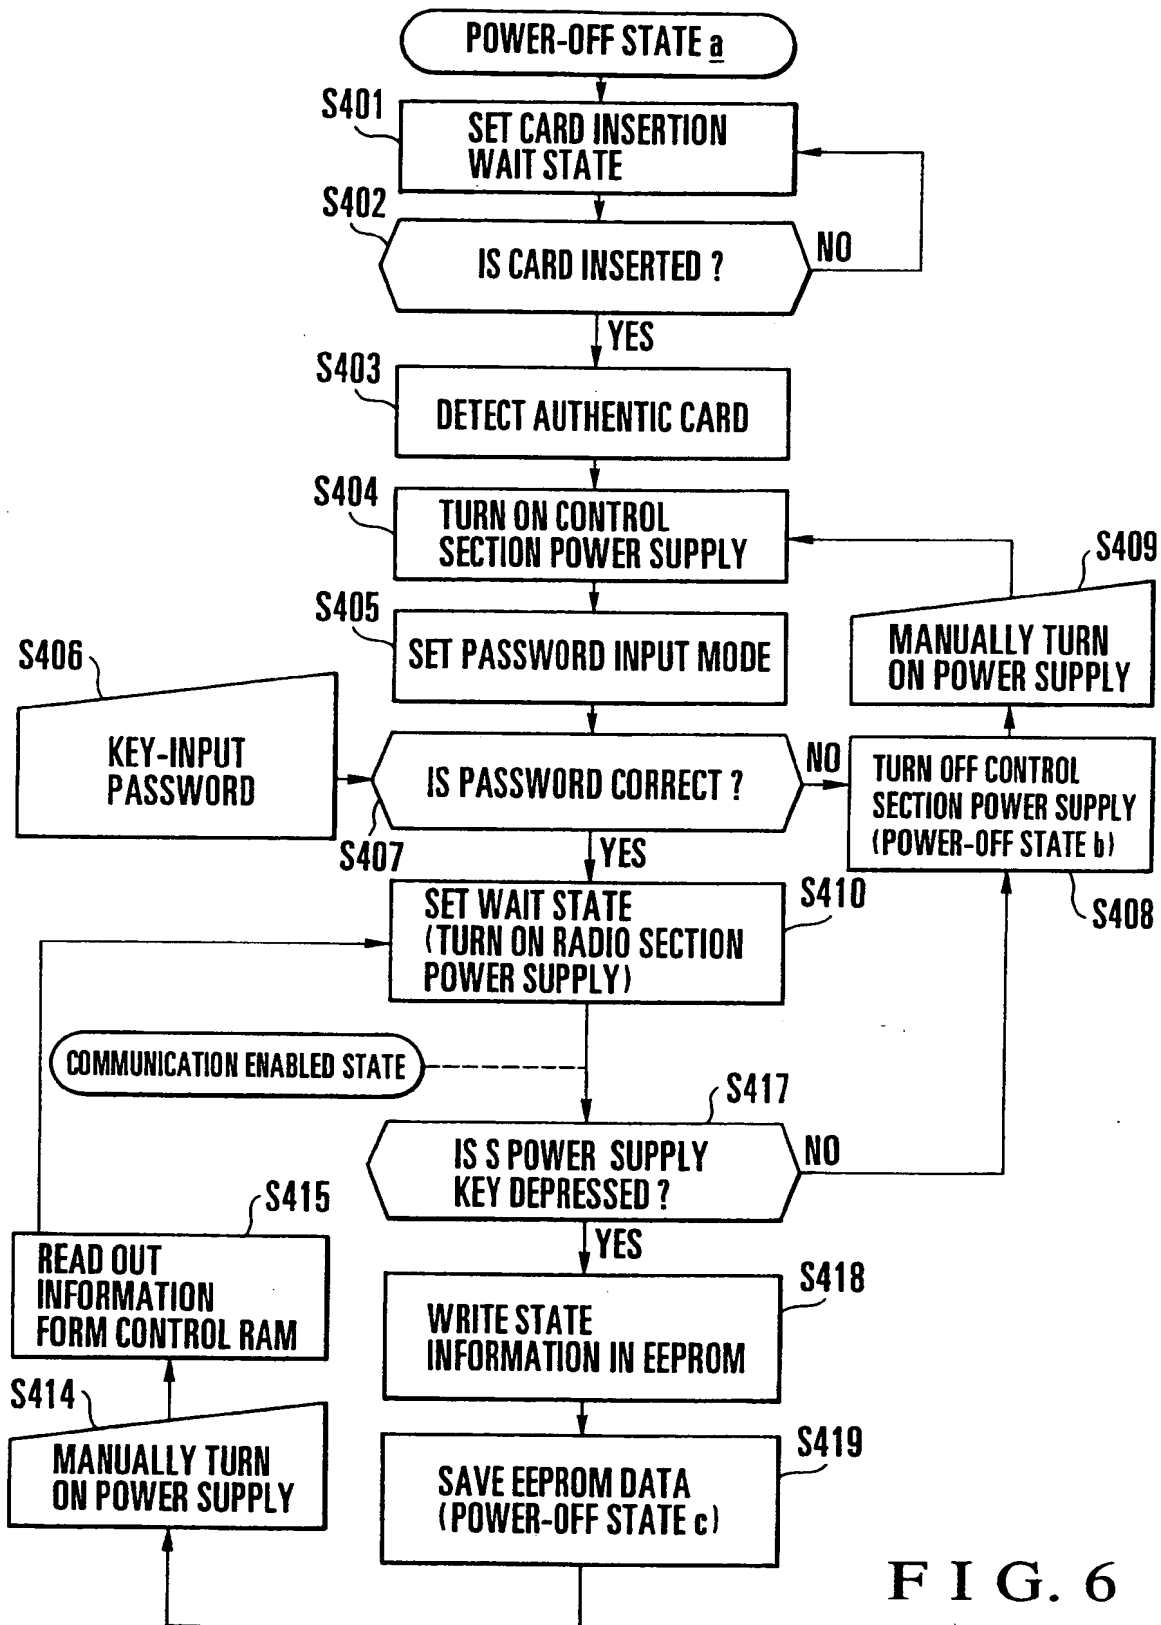 POWER-OFF STATE a
S401
SET CARD INSERTION
WAIT STATE
S402
IS CARD INSERTED ?
NO
YES
S403
DETECT AUTHENTIC CARD
S404
TURN ON CONTROL
SECTION POWER SUPPLY
S409
MANUALLY TURN
ON POWER SUPPLY
S405
SET PASSWORD INPUT MODE
S406
KEY-INPUT
PASSWORD
IS PASSWORD CORRECT ?
NO
S407
YES
TURN OFF CONTROL
SECTION POWER SUPPLY
(POWER-OFF STATE b)
S408
S410
SET WAIT STATE
(TURN ON RADIO SECTION
POWER SUPPLY)
COMMUNICATION ENABLED STATE
S417
IS S POWER SUPPLY
KEY DEPRESSED ?
NO
YES
S415
READ OUT
INFORMATION
FORM CONTROL RAM
S418
WRITE STATE
INFORMATION IN EEPROM
S414
MANUALLY TURN
ON POWER SUPPLY
S419
SAVE EEPROM DATA
(POWER-OFF STATE c)
FIG. 6